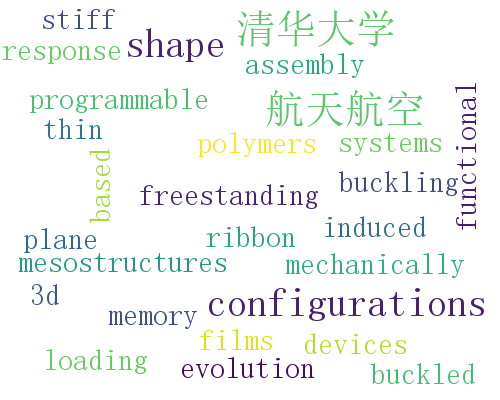 stiff
清华大学
response
shape
assembly
programmable
航天航空
functional
thin
polymers
systems
based
freestanding
buckling
plane
ribbon
induced
mesostructures
mechanically
3d
memory
configurations
films
devices
loading
evolution
buckled